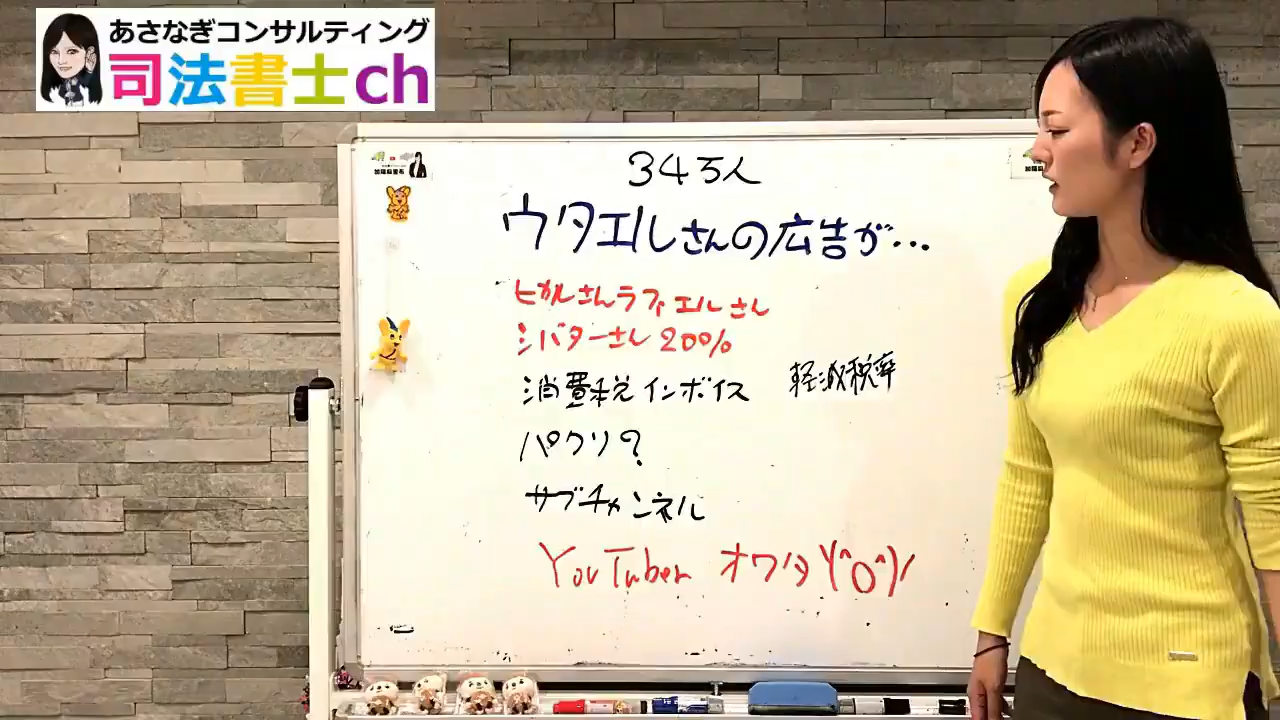 あさなぎコンサルティング
司法書士ch
34万人
ウタエルさんの広告が…
ヒカルさんラファエルさん
シバターさん200%
消費税インボイス 軽減税率
パクリ?
サブチャンネル
YouTuber オワタ\(^O^)/